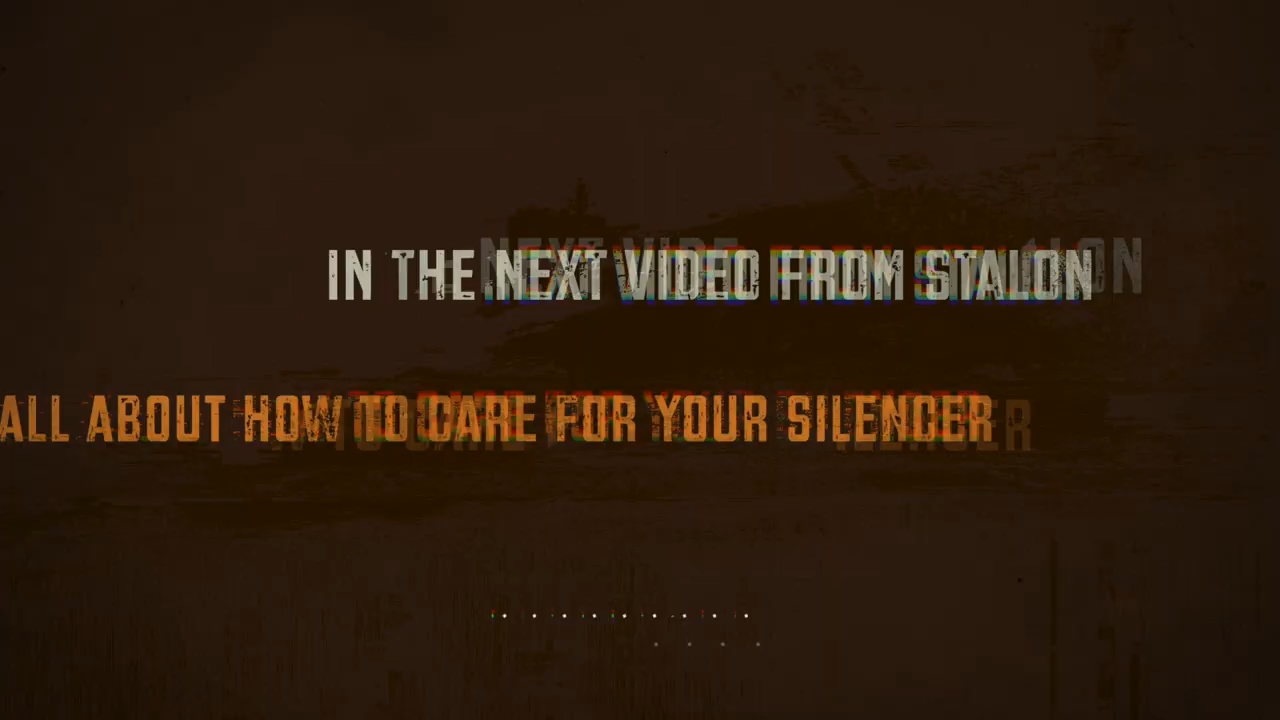 IN THE NEXT VIDEO FROM STALON
ALL ABOUT HOW TO CARE FOR YOUR SILENCER